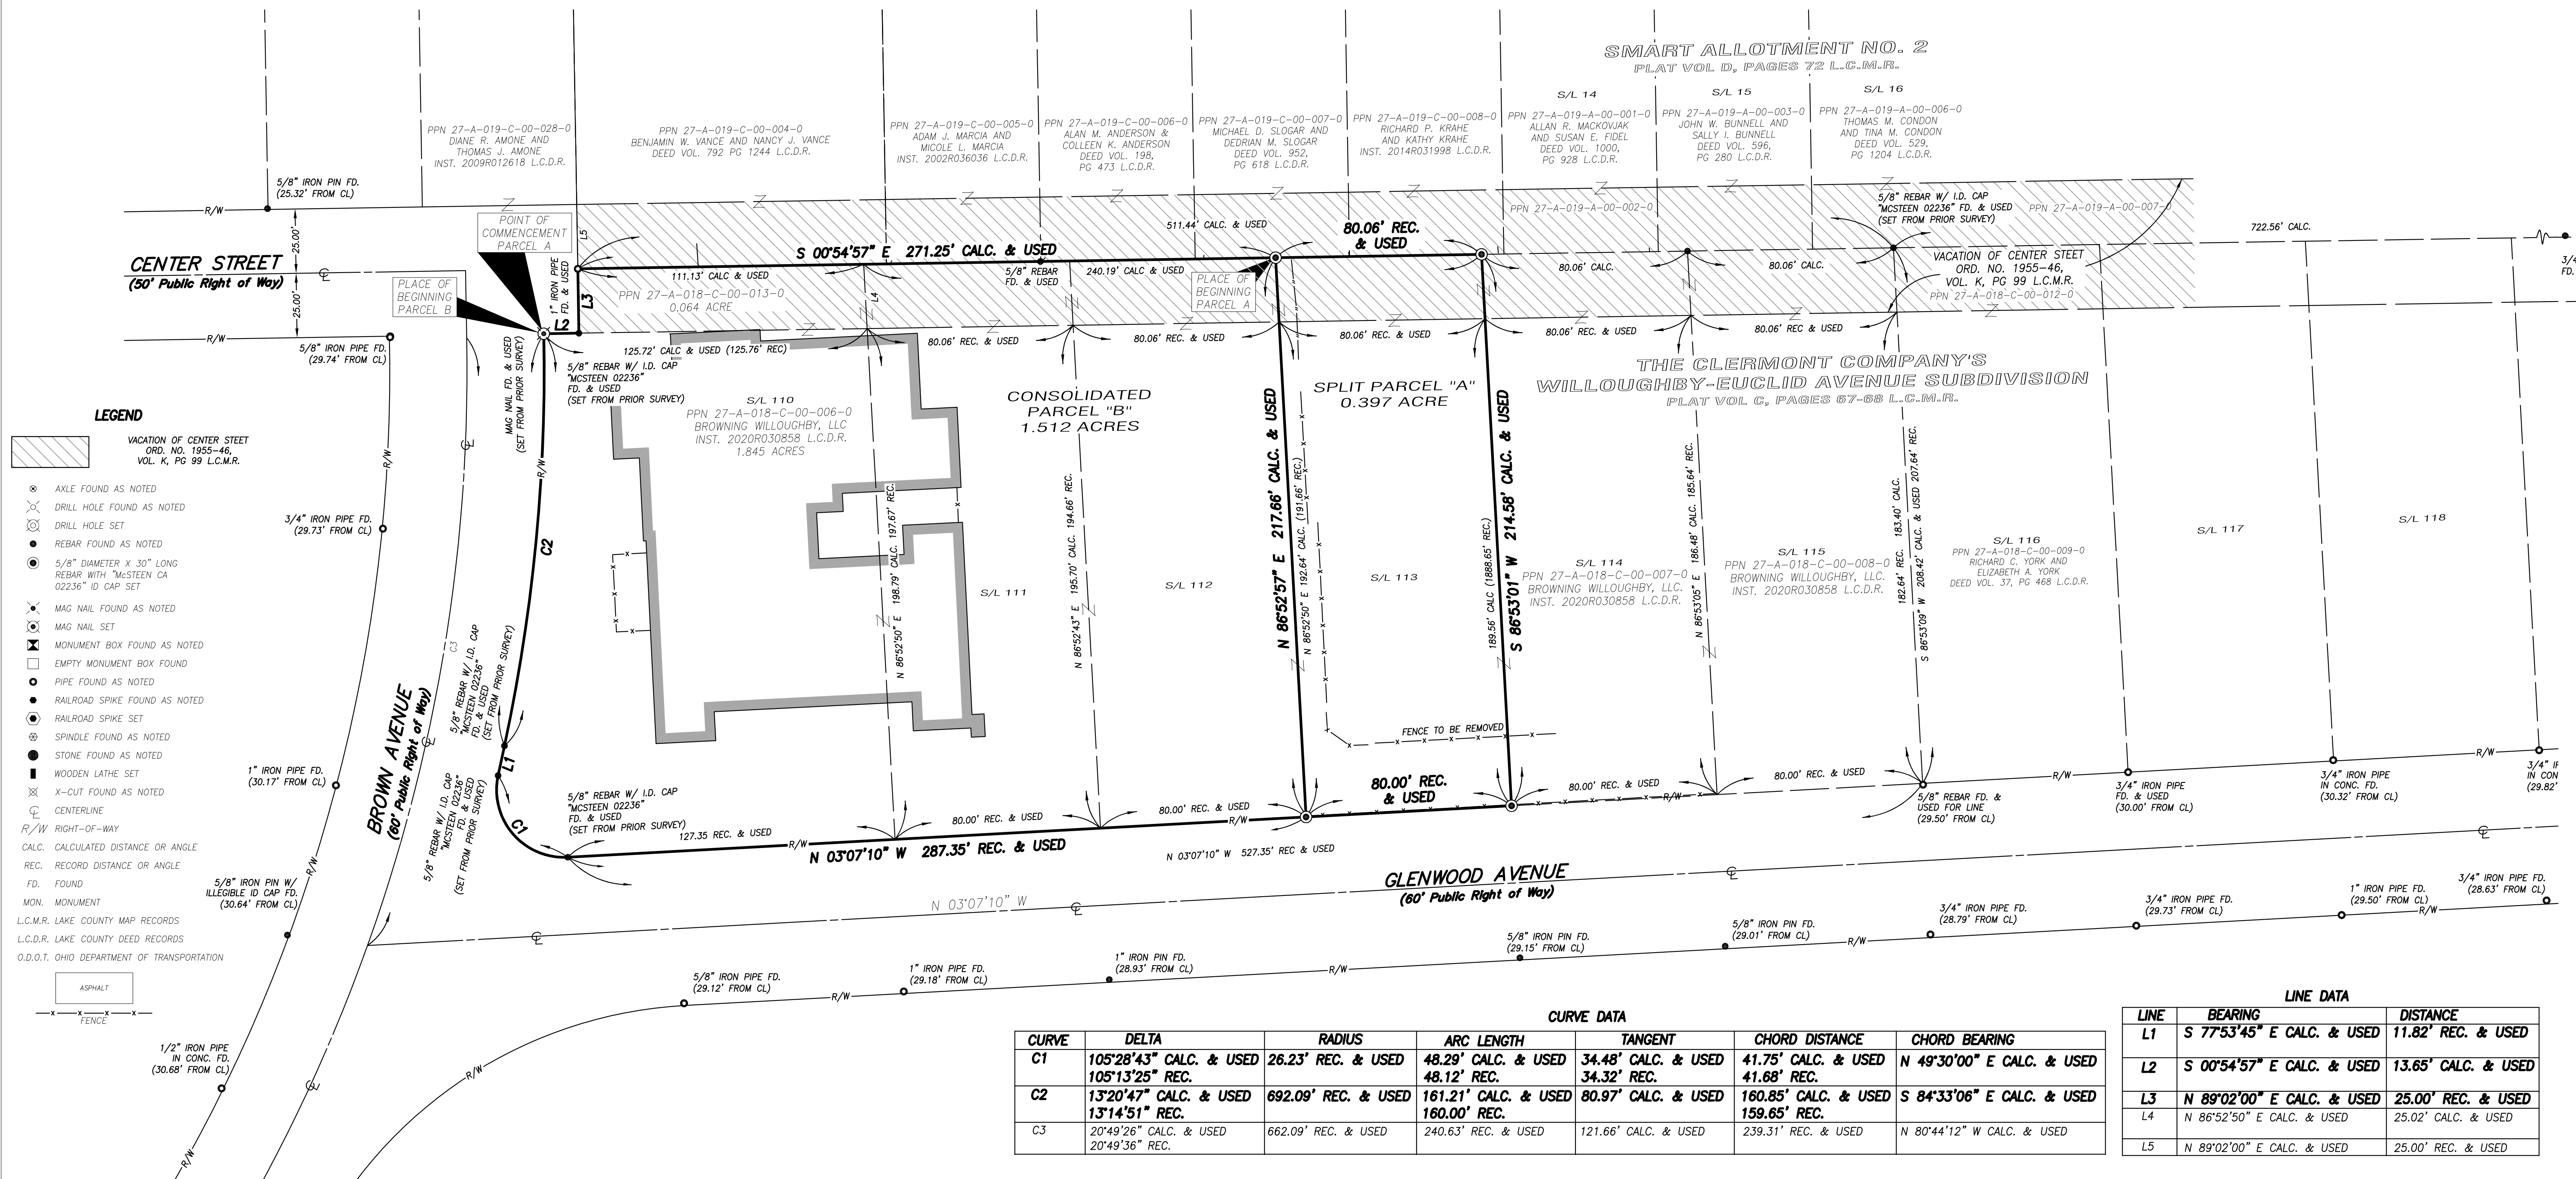 SMART ALLOTMENT NO. 2
PLAT VOL D, PAGES 72 L.C.M.R.
PPN 27-A-019-C-00-028-0
DIANE R. AMONE AND
THOMAS J. AMONE
INST. 2009R012618 L.C.D.R.
PPN 27-A-019-C-00-004-0
BENJAMIN W. VANCE AND NANCY J. VANCE
DEED VOL. 792 PG 1244 L.C.D.R.
PPN 27-A-019-C-00-005-0
ADAM J. MARCIA AND
MICOLE L. MARCIA
INST. 2002R036036 L.C.D.R.
PPN 27-A-019-C-00-006-0
ALAN M. ANDERSON &
COLLEEN K. ANDERSON
DEED VOL. 198,
PG 473 L.C.D.R.
PPN 27-A-019-C-00-007-0
MICHAEL D. SLOGAR AND
DEDRIAN M. SLOGAR
DEED VOL. 952,
PG 618 L.C.D.R.
PPN 27-A-019-C-00-008-0
RICHARD P. KRAHE
AND KATHY KRAHE
INST. 2014R031998 L.C.D.R.
S/L 14
PPN 27-A-019-A-00-001-0
ALLAN R. MACKOVJAK
AND SUSAN E. FIDEL
DEED VOL. 1000,
PG 928 L.C.D.R.
S/L 15
PPN 27-A-019-A-00-003-0
JOHN W. BUNNELL AND
SALLY I. BUNNELL
DEED VOL. 596,
PG 280 L.C.D.R.
S/L 16
PPN 27-A-019-A-00-006-0
THOMAS M. CONDON
AND TINA M. CONDON
DEED VOL. 529,
PG 1204 L.C.D.R.
5/8" IRON PIN FD.
(25.32' FROM CL)
R/W
25.00'
25.00'
CENTER STREET
(50' Public Right of Way)
R/W
5/8" IRON PIPE FD.
(29.74' FROM CL)
POINT OF
COMMENCEMENT
PARCEL A
PLACE OF
BEGINNING
PARCEL B
L5
1" IRON PIPE
FD. & USED
L3
L2
S 00°54'57" E 271.25' CALC. & USED
111.13' CALC & USED
PPN 27-A-018-C-00-013-0
0.064 ACRE
L4
5/8" REBAR
FD. & USED
240.19' CALC & USED
511.44' CALC. & USED
PLACE OF
BEGINNING
PARCEL A
80.06' REC.
& USED
PPN 27-A-019-A-00-002-0
80.06' CALC.
80.06' CALC.
5/8" REBAR W/ I.D. CAP
"MCSTEEN 02236" FD. & USED
(SET FROM PRIOR SURVEY)
PPN 27-A-019-A-00-007-0
722.56' CALC.
VACATION OF CENTER STEET
ORD. NO. 1955-46,
VOL. K, PG 99 L.C.M.R.
PPN 27-A-018-C-00-012-0
3/4"
FD.
125.72' CALC & USED (125.76' REC)
80.06' REC. & USED
80.06' REC. & USED
80.06' REC. & USED
80.06' REC. & USED
80.06' REC & USED
MAG NAIL FD. & USED
(SET FROM PRIOR SURVEY)
5/8" REBAR W/ I.D. CAP
"MCSTEEN 02236"
FD. & USED
(SET FROM PRIOR SURVEY)
THE CLERMONT COMPANY'S
WILLOUGHBY-EUCLID AVENUE SUBDIVISION
PLAT VOL C, PAGES 67-68 L.C.M.R.
S/L 110
PPN 27-A-018-C-00-006-0
BROWNING WILLOUGHBY, LLC
INST. 2020R030858 L.C.D.R.
1.845 ACRES
CONSOLIDATED
PARCEL "B"
1.512 ACRES
SPLIT PARCEL "A"
0.397 ACRE
N 86°52'50" E 198.79' CALC. 197.67' REC.
S/L 111
N 86°52'43" E 195.70' CALC. 194.66' REC.
S/L 112
N 86°52'57" E 217.66' CALC. & USED
N 86°52'50" E 192.64' CALC. (191.66' REC.)
S/L 113
189.56' CALC (1888.65' REC.)
S 86°53'01" W 214.58' CALC. & USED
S/L 114
PPN 27-A-018-C-00-007-0
BROWNING WILLOUGHBY, LLC.
INST. 2020R030858 L.C.D.R.
N 86°53'05" E 186.48' CALC. 185.64' REC.
S/L 115
PPN 27-A-018-C-00-008-0
BROWNING WILLOUGHBY, LLC.
INST. 2020R030858 L.C.D.R.
182.64' REC. 183.40' CALC.
S 86°53'09" W 208.42' CALC. & USED 207.64' REC.
S/L 116
PPN 27-A-018-C-00-009-0
RICHARD C. YORK AND
ELIZABETH A. YORK
DEED VOL. 37, PG 468 L.C.D.R.
S/L 117
S/L 118
LEGEND
VACATION OF CENTER STEET
ORD. NO. 1955-46,
VOL. K, PG 99 L.C.M.R.
AXLE FOUND AS NOTED
DRILL HOLE FOUND AS NOTED
DRILL HOLE SET
REBAR FOUND AS NOTED
5/8" DIAMETER X 30" LONG
REBAR WITH "McSTEEN CA
02236" ID CAP SET
MAG NAIL FOUND AS NOTED
MAG NAIL SET
MONUMENT BOX FOUND AS NOTED
EMPTY MONUMENT BOX FOUND
PIPE FOUND AS NOTED
RAILROAD SPIKE FOUND AS NOTED
RAILROAD SPIKE SET
SPINDLE FOUND AS NOTED
STONE FOUND AS NOTED
WOODEN LATHE SET
X-CUT FOUND AS NOTED
CENTERLINE
R/W RIGHT-OF-WAY
CALC. CALCULATED DISTANCE OR ANGLE
REC. RECORD DISTANCE OR ANGLE
FD. FOUND
MON. MONUMENT
L.C.M.R. LAKE COUNTY MAP RECORDS
L.C.D.R. LAKE COUNTY DEED RECORDS
O.D.O.T. OHIO DEPARTMENT OF TRANSPORTATION
ASPHALT
FENCE
R/W
3/4" IRON PIPE FD.
(29.73' FROM CL)
R/W
C2
C3
BROWN AVENUE
(60' Public Right of Way)
5/8" REBAR W/ I.D. CAP
"MCSTEEN 02236"
FD. & USED
(SET FROM PRIOR SURVEY)
L1
5/8" REBAR W/ I.D. CAP
"MCSTEEN 02236"
FD. & USED
(SET FROM PRIOR SURVEY)
C1
1" IRON PIPE FD.
(30.17' FROM CL)
R/W
5/8" IRON PIN W/
ILLEGIBLE ID CAP FD.
(30.64' FROM CL)
1/2" IRON PIPE
IN CONC. FD.
(30.68' FROM CL)
R/W
R/W
5/8" REBAR W/ I.D. CAP
"MCSTEEN 02236"
FD. & USED
(SET FROM PRIOR SURVEY)
127.35 REC. & USED
R/W
80.00' REC. & USED
80.00' REC. & USED
R/W
FENCE TO BE REMOVED
80.00' REC.
& USED
80.00' REC. & USED
R/W
80.00' REC. & USED
N 03°07'10" W 287.35' REC. & USED
N 03°07'10" W 527.35' REC & USED
5/8" REBAR FD. &
USED FOR LINE
(29.50' FROM CL)
R/W
3/4" IRON PIPE
FD. & USED
(30.00' FROM CL)
3/4" IRON PIPE
IN CONC. FD.
(30.32' FROM CL)
R/W
3/4" IF
IN CON
(29.82'
N 03°07'10" W
GLENWOOD AVENUE
(60' Public Right of Way)
5/8" IRON PIPE FD.
(29.12' FROM CL)
R/W
1" IRON PIPE FD.
(29.18' FROM CL)
1" IRON PIN FD.
(28.93' FROM CL)
R/W
5/8" IRON PIN FD.
(29.15' FROM CL)
5/8" IRON PIN FD.
(29.01' FROM CL)
R/W
3/4" IRON PIPE FD.
(28.79' FROM CL)
3/4" IRON PIPE FD.
(29.73' FROM CL)
1" IRON PIPE FD.
(29.50' FROM CL)
R/W
3/4" IRON PIPE FD.
(28.63' FROM CL)
CURVE DATA
CURVE DELTA RADIUS ARC LENGTH TANGENT CHORD DISTANCE CHORD BEARING
C1 105°28'43" CALC. & USED 26.23' REC. & USED 48.29' CALC. & USED 34.48' CALC. & USED 41.75' CALC. & USED N 49°30'00" E CALC. & USED
105°13'25" REC. 48.12' REC. 34.32' REC. 41.68' REC.
C2 13°20'47" CALC. & USED 692.09' REC. & USED 161.21' CALC. & USED 80.97' CALC. & USED 160.85' CALC. & USED S 84°33'06" E CALC. & USED
13°14'51" REC. 160.00' REC. 159.65' REC.
C3 20°49'26" CALC. & USED 662.09' REC. & USED 240.63' REC. & USED 121.66' CALC. & USED 239.31' REC. & USED N 80°44'12" W CALC. & USED
20°49'36" REC.
LINE DATA
LINE BEARING DISTANCE
L1 S 77°53'45" E CALC. & USED 11.82' REC. & USED
L2 S 00°54'57" E CALC. & USED 13.65' CALC. & USED
L3 N 89°02'00" E CALC. & USED 25.00' REC. & USED
L4 N 86°52'50" E CALC. & USED 25.02' CALC. & USED
L5 N 89°02'00" E CALC. & USED 25.00' REC. & USED